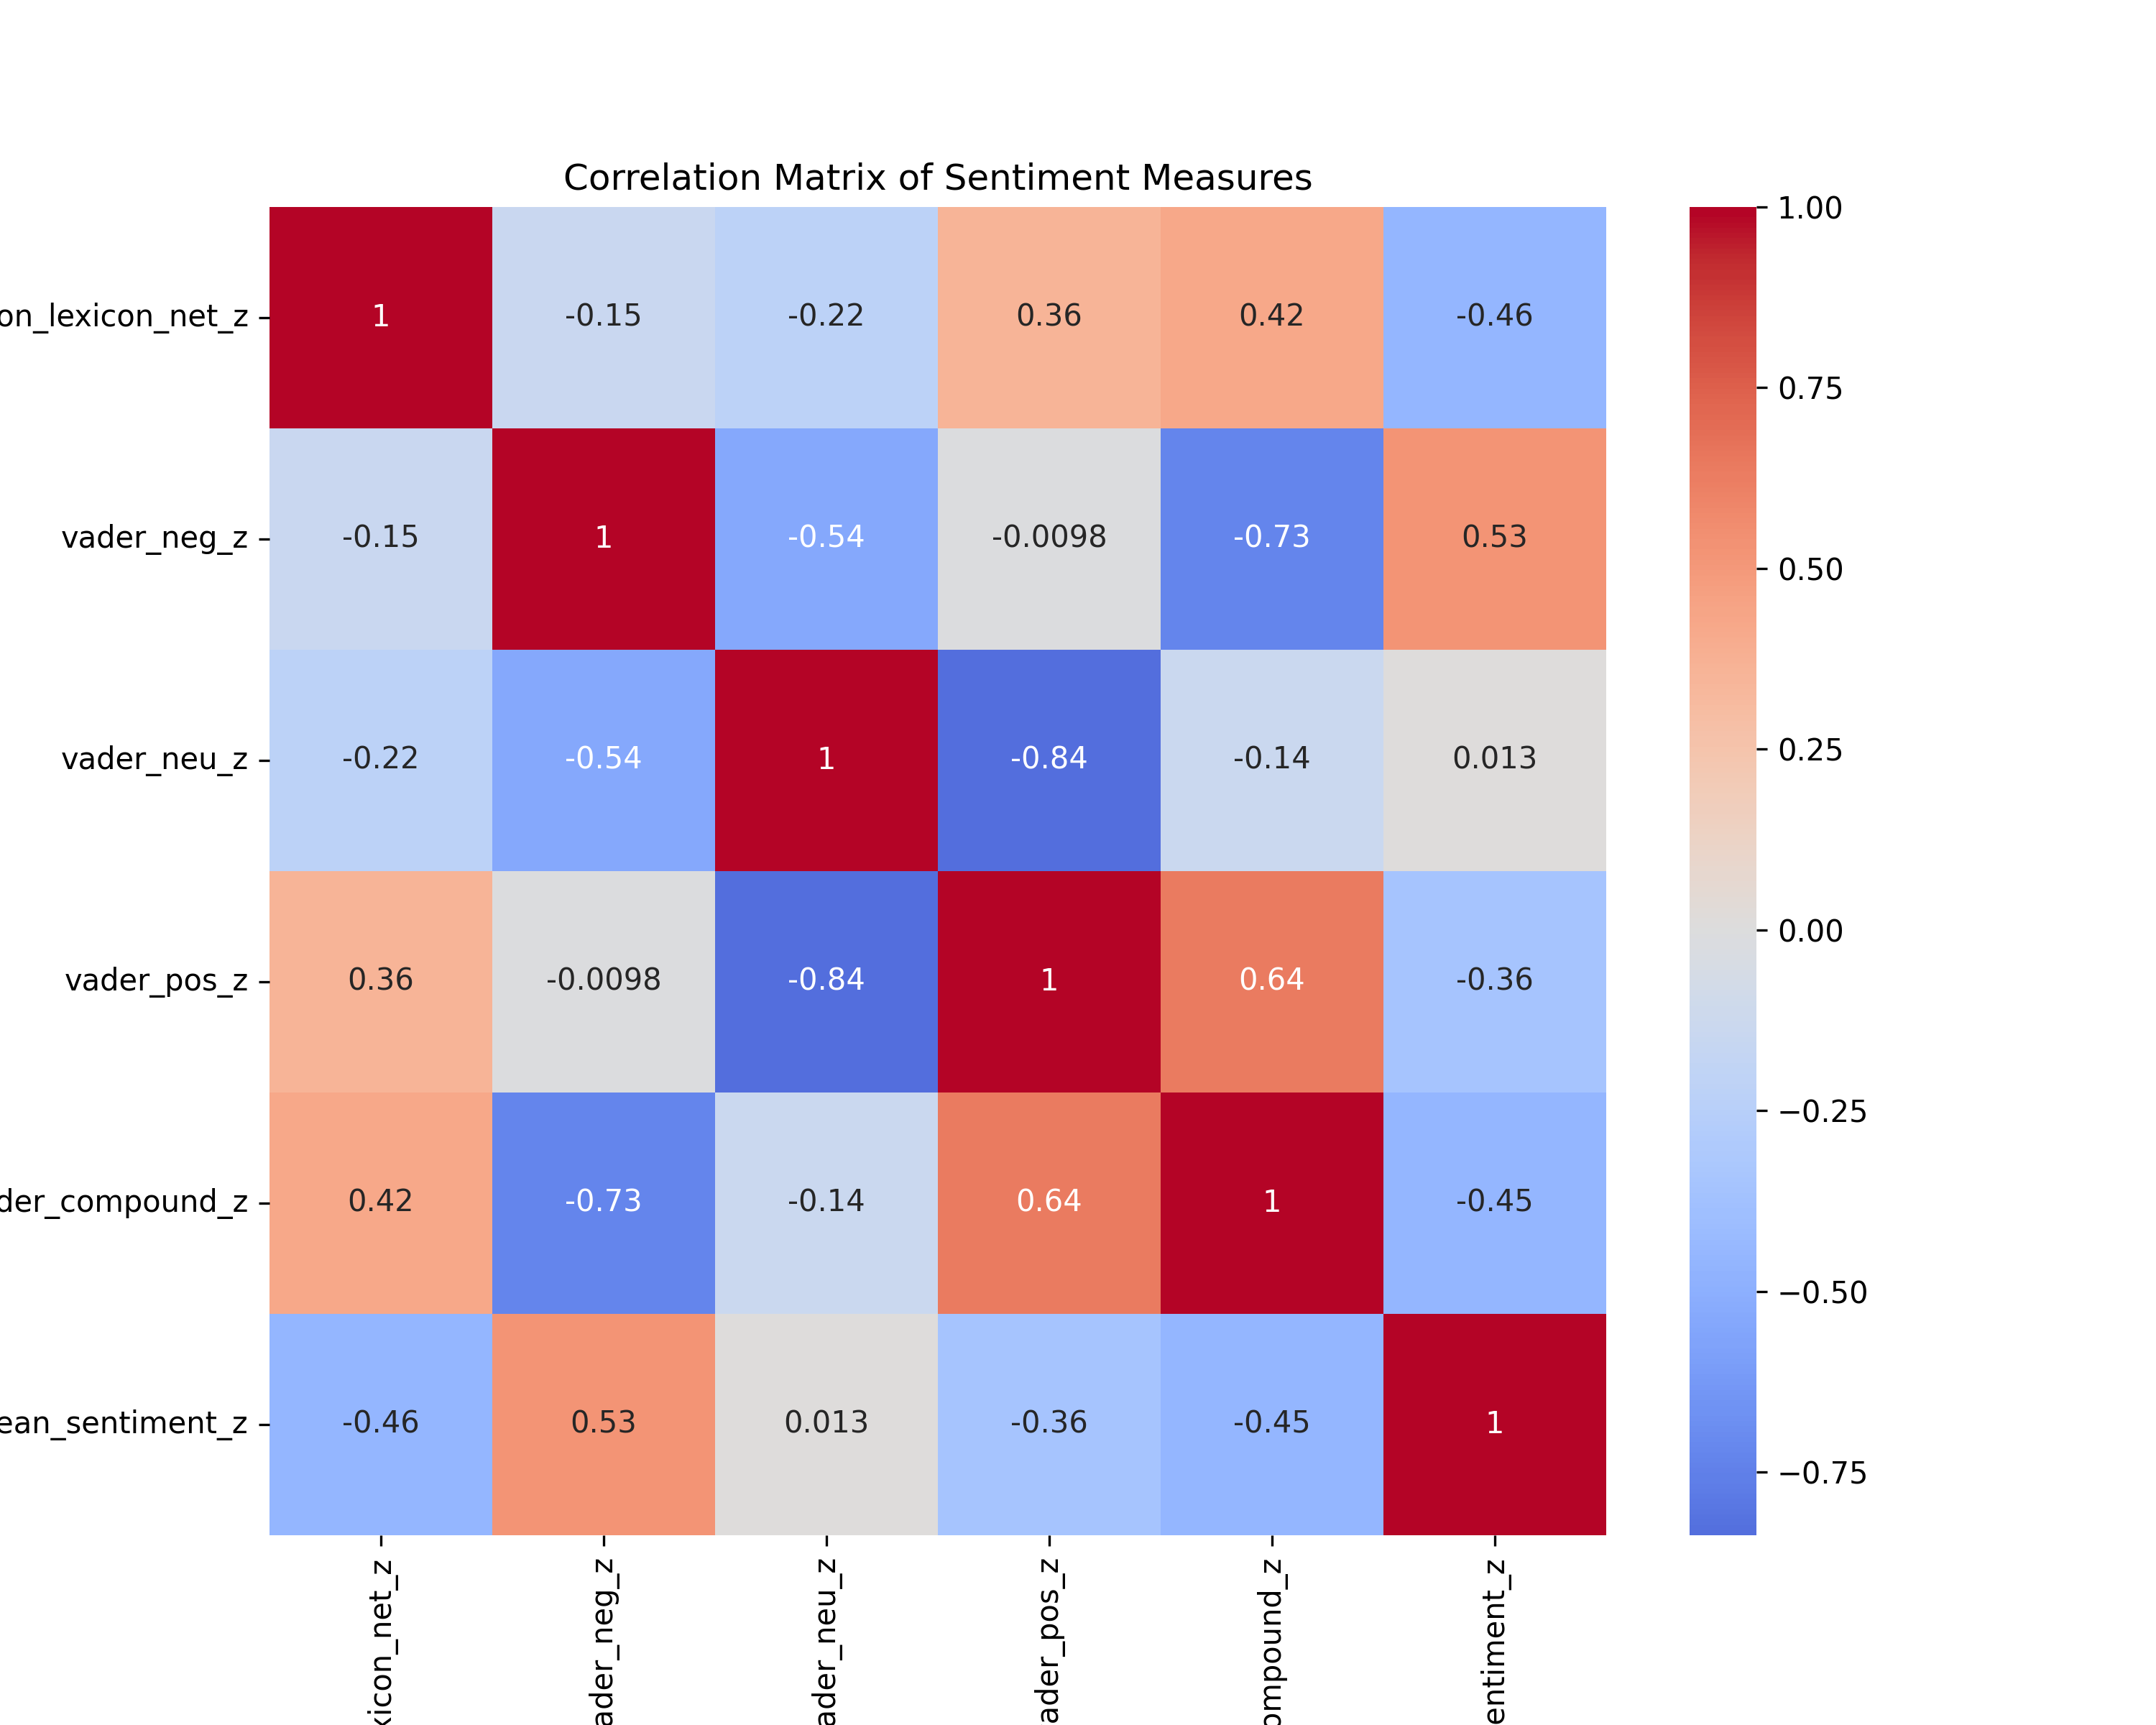 Correlation Matrix of Sentiment Measures
on_lexicon_net_z 1 -0.15 -0.22 0.36 0.42 -0.46
vader_neg_z -0.15 1 -0.54 -0.0098 -0.73 0.53
vader_neu_z -0.22 -0.54 1 -0.84 -0.14 0.013
vader_pos_z 0.36 -0.0098 -0.84 1 0.64 -0.36
der_compound_z 0.42 -0.73 -0.14 0.64 1 -0.45
ean_sentiment_z -0.46 0.53 0.013 -0.36 -0.45 1
xicon_net_z
ader_neg_z
ader_neu_z
ader_pos_z
ompound_z
entiment_z
1.00
0.75
0.50
0.25
0.00
−0.25
−0.50
−0.75